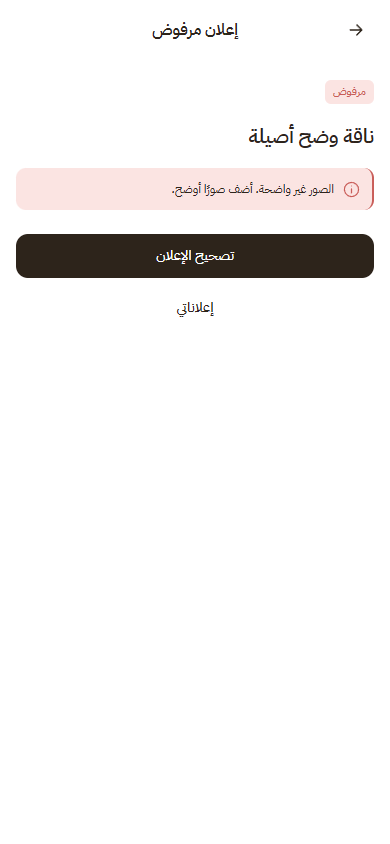 إعلان مرفوض
مرفوض
ناقة وضح أصيلة
الصور غير واضحة. أضف صورًا أوضح.
تصحيح الإعلان
إعلاناتي